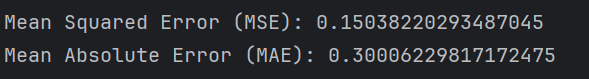 Mean Squared Error (MSE): 0.15038220293487045
Mean Absolute Error (MAE): 0.30006229817172475